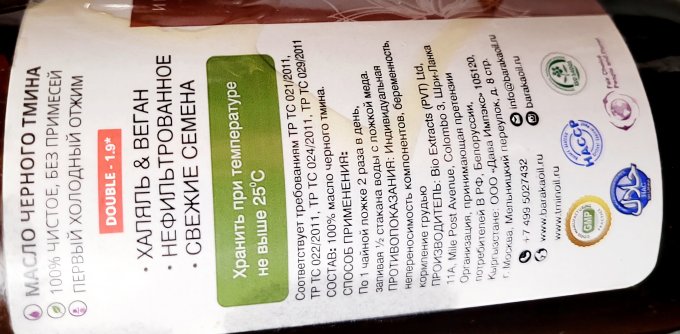 МАСЛО ЧЕРНОГО ТМИНА
100% ЧИСТОЕ, БЕЗ ПРИМЕСЕЙ
ПЕРВЫЙ ХОЛОДНЫЙ ОТЖИМ
DOUBLE - 1.9*
• ХАЛЯЛЬ & ВЕГАН
• НЕФИЛЬТРОВАННОЕ
• СВЕЖИЕ СЕМЕНА
Хранить при температуре
не выше 25°C
Соответствует требованиям ТР ТС 021/2011,
ТР ТС 022/2011, ТР ТС 024/2011, ТР ТС 029/2011
СОСТАВ: 100% масло черного тмина.
СПОСОБ ПРИМЕНЕНИЯ:
По 1 чайной ложке 2 раза в день,
запивая ½ стакана воды с ложкой меда.
ПРОТИВОПОКАЗАНИЯ: Индивидуальная
непереносимость компонентов, беременность,
кормление грудью
ПРОИЗВОДИТЕЛЬ: Bio Extracts (PVT) Ltd,
11A, Mile Post Avenue, Colombo 3, Шри-Ланка
Организация, принимающая претензии
потребителей В РФ, Белоруссии,
Кыргызстане: ООО «Дава Импэкс» 105120,
г. Москва, Мельницкий переулок, д. 8 стр.
+7 499 5027432
info@barakaoil.ru
www.barakaoil.ru
barakaoil.ru
www.tminoil.ru
GMP
HACCP